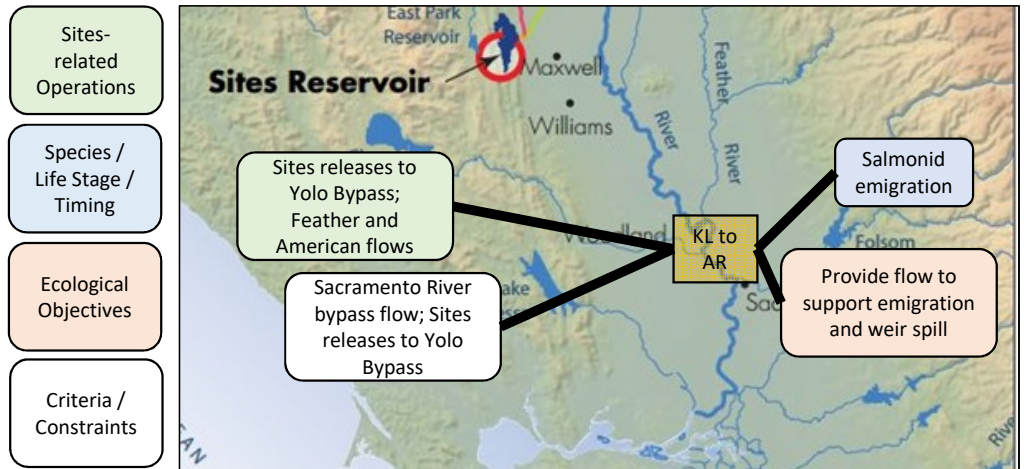 Sites-
related
Operations
Species /
Life Stage /
Timing
Ecological
Objectives
Criteria /
Constraints
East Park
Reservoir
Sites Reservoir
Maxwell
Williams
River
Feather
River
Sites releases to
Yolo Bypass;
Feather and
American flows
Sacramento River
bypass flow; Sites
releases to Yolo
Bypass
KL to
AR
Salmonid
emigration
Folsom
Provide flow to
support emigration
and weir spill
River